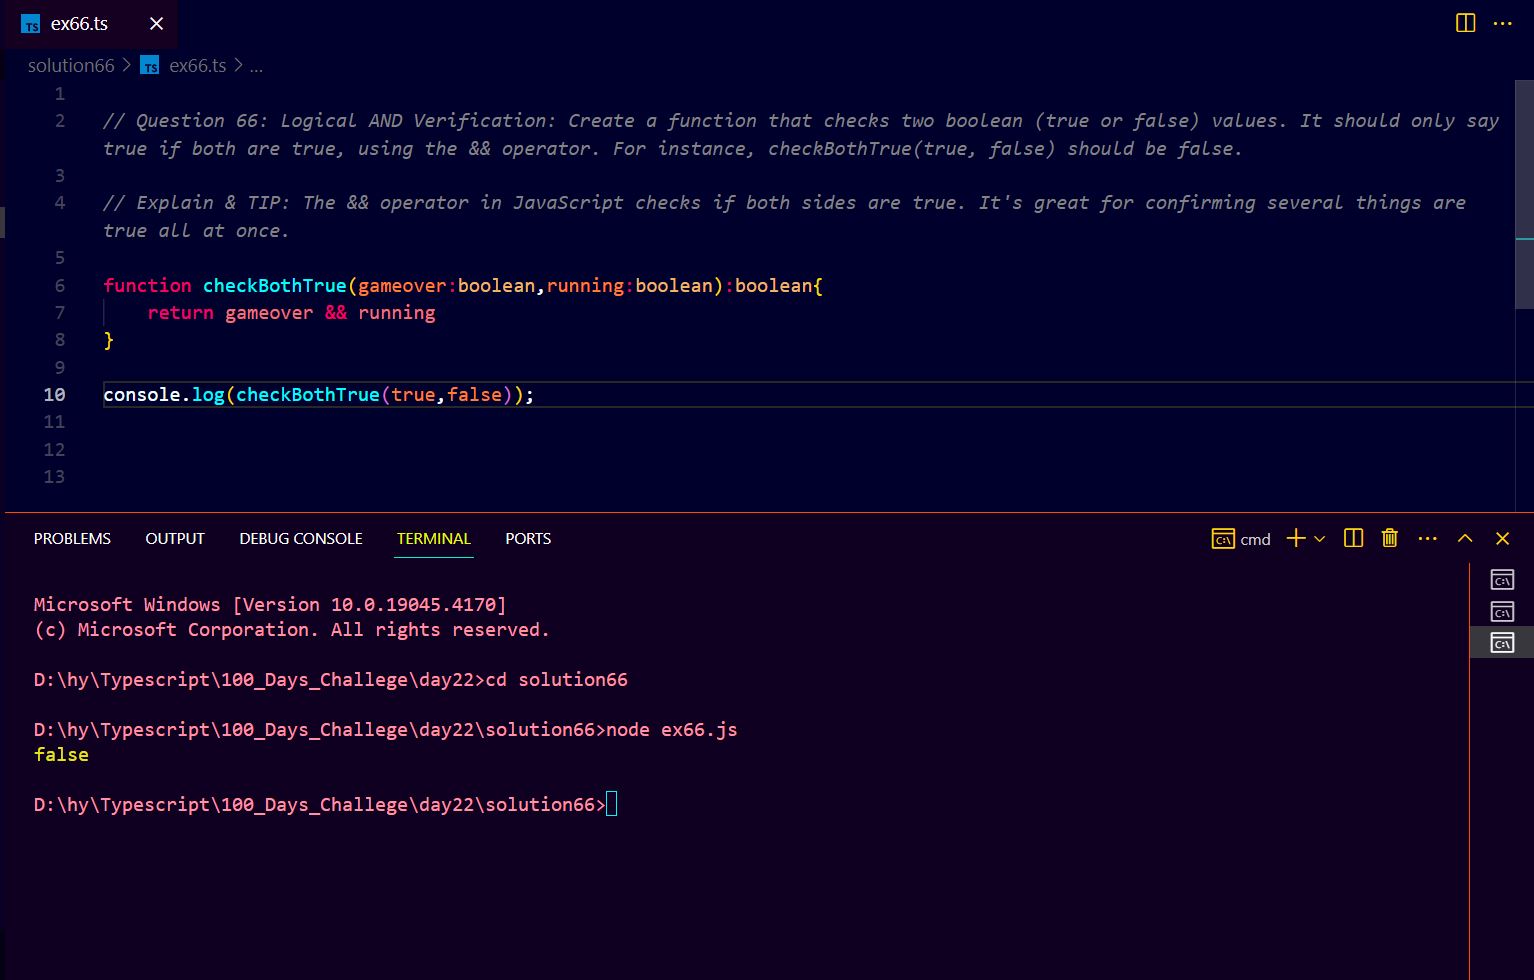 TS ex66.ts
solution66 > TS ex66.ts > ...
1
2 // Question 66: Logical AND Verification: Create a function that checks two boolean (true or false) values. It should only say
true if both are true, using the && operator. For instance, checkBothTrue(true, false) should be false.
3
4 // Explain & TIP: The && operator in JavaScript checks if both sides are true. It's great for confirming several things are
true all at once.
5
6 function checkBothTrue(gameover:boolean,running:boolean):boolean{
7 return gameover && running
8 }
9
10 console.log(checkBothTrue(true,false));
11
12
13
PROBLEMS OUTPUT DEBUG CONSOLE TERMINAL PORTS cmd
Microsoft Windows [Version 10.0.19045.4170]
(c) Microsoft Corporation. All rights reserved.
D:\hy\Typescript\100_Days_Challege\day22>cd solution66
D:\hy\Typescript\100_Days_Challege\day22\solution66>node ex66.js
false
D:\hy\Typescript\100_Days_Challege\day22\solution66>